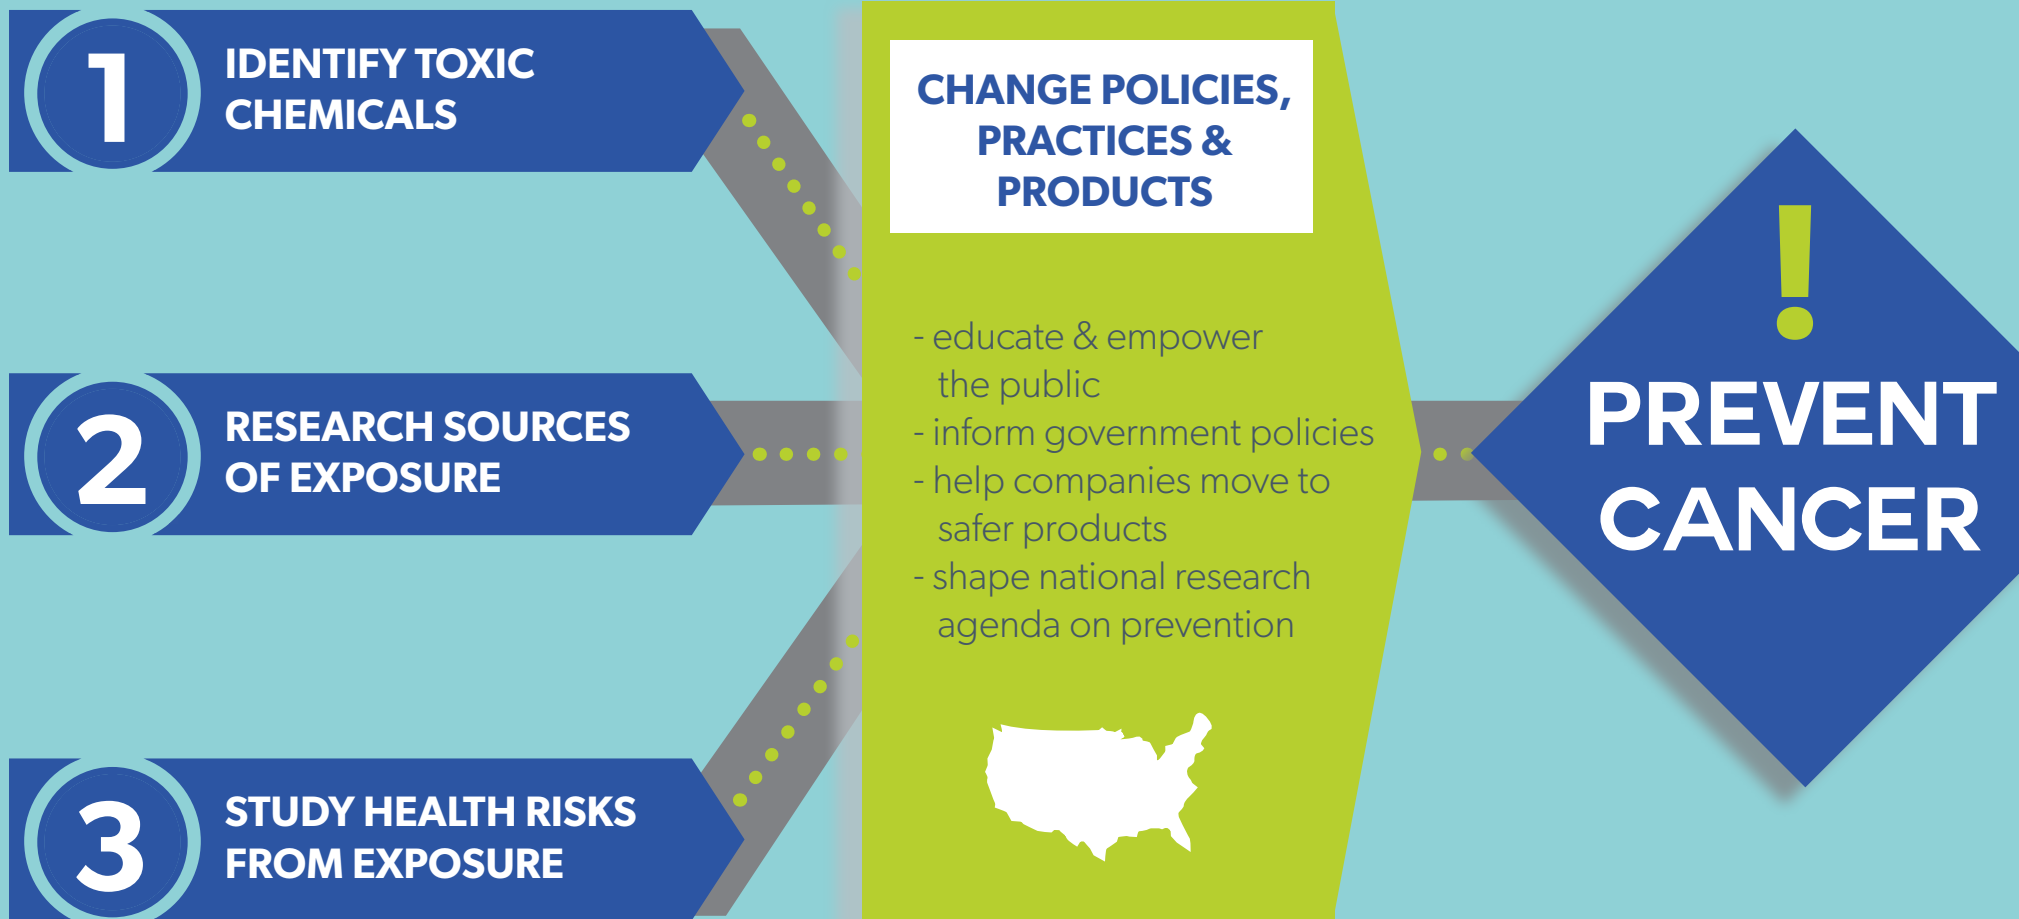 1
IDENTIFY TOXIC
CHEMICALS
2
RESEARCH SOURCES
OF EXPOSURE
3
STUDY HEALTH RISKS
FROM EXPOSURE
CHANGE POLICIES,
PRACTICES &
PRODUCTS
- educate & empower
the public
- inform government policies
- help companies move to
safer products
- shape national research
agenda on prevention
!
PREVENT
CANCER